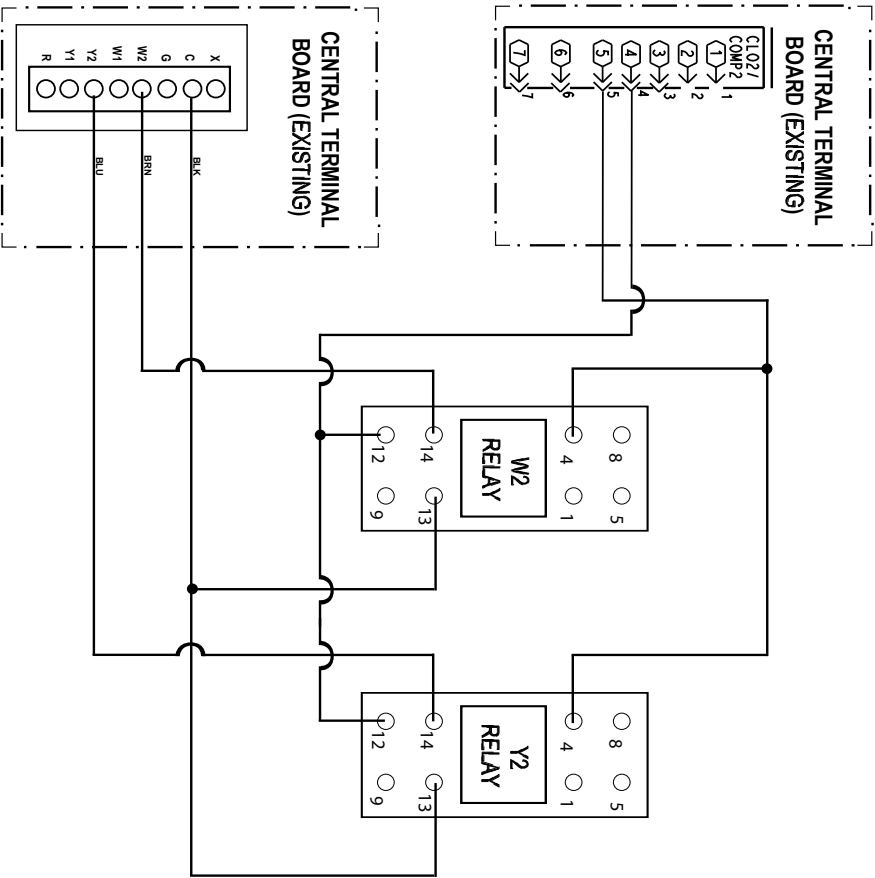 CENTRAL TERMINAL
BOARD (EXISTING)
R
Y1
Y2
W1
W2
G
C
X
BLU
BRN
BLK
CENTRAL TERMINAL
BOARD (EXISTING)
CLO2/
COMP2
7
6
5
4
3
2
1
7
6
5
4
3
2
1
W2
RELAY
12
14
4
8
9
13
1
5
Y2
RELAY
12
14
4
8
9
13
1
5